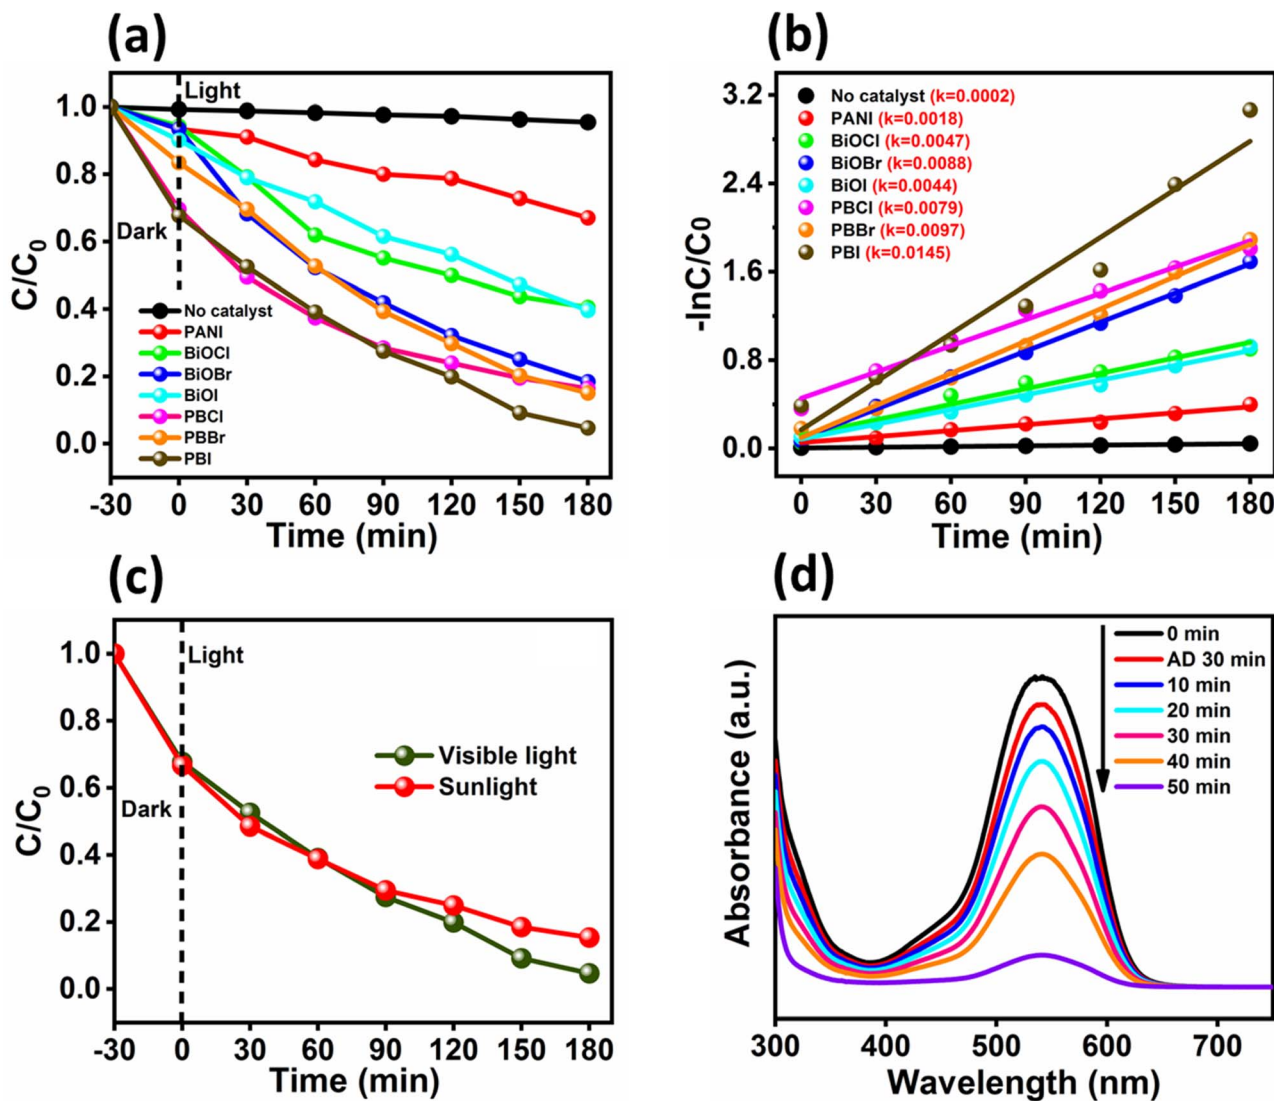 (a)
C/C0
1.0
0.8
0.6
0.4
0.2
0.0
Light
Dark
No catalyst
PANI
BiOCl
BiOBr
BiOI
PBCl
PBBr
PBI
-30 0 30 60 90 120 150 180
Time (min)
(b)
-lnC/C0
3.2
2.4
1.6
0.8
0.0
No catalyst (k=0.0002)
PANI (k=0.0018)
BiOCl (k=0.0047)
BiOBr (k=0.0088)
BiOI (k=0.0044)
PBCl (k=0.0079)
PBBr (k=0.0097)
PBI (k=0.0145)
0 30 60 90 120 150 180
Time (min)
(c)
C/C0
1.0
0.8
0.6
0.4
0.2
0.0
Light
Dark
Visible light
Sunlight
-30 0 30 60 90 120 150 180
Time (min)
(d)
Absorbance (a.u.)
0 min
AD 30 min
10 min
20 min
30 min
40 min
50 min
300 400 500 600 700
Wavelength (nm)